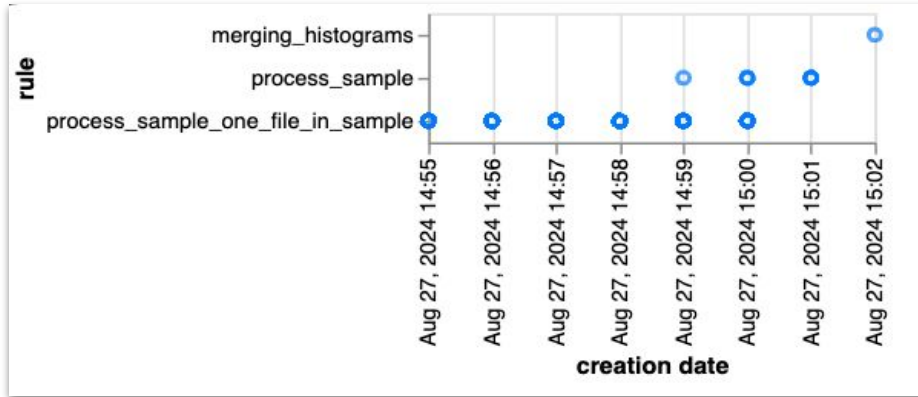 rule
merging_histograms
process_sample
process_sample_one_file_in_sample
Aug 27, 2024 14:55
Aug 27, 2024 14:56
Aug 27, 2024 14:57
Aug 27, 2024 14:58
Aug 27, 2024 14:59
Aug 27, 2024 15:00
Aug 27, 2024 15:01
Aug 27, 2024 15:02
creation date